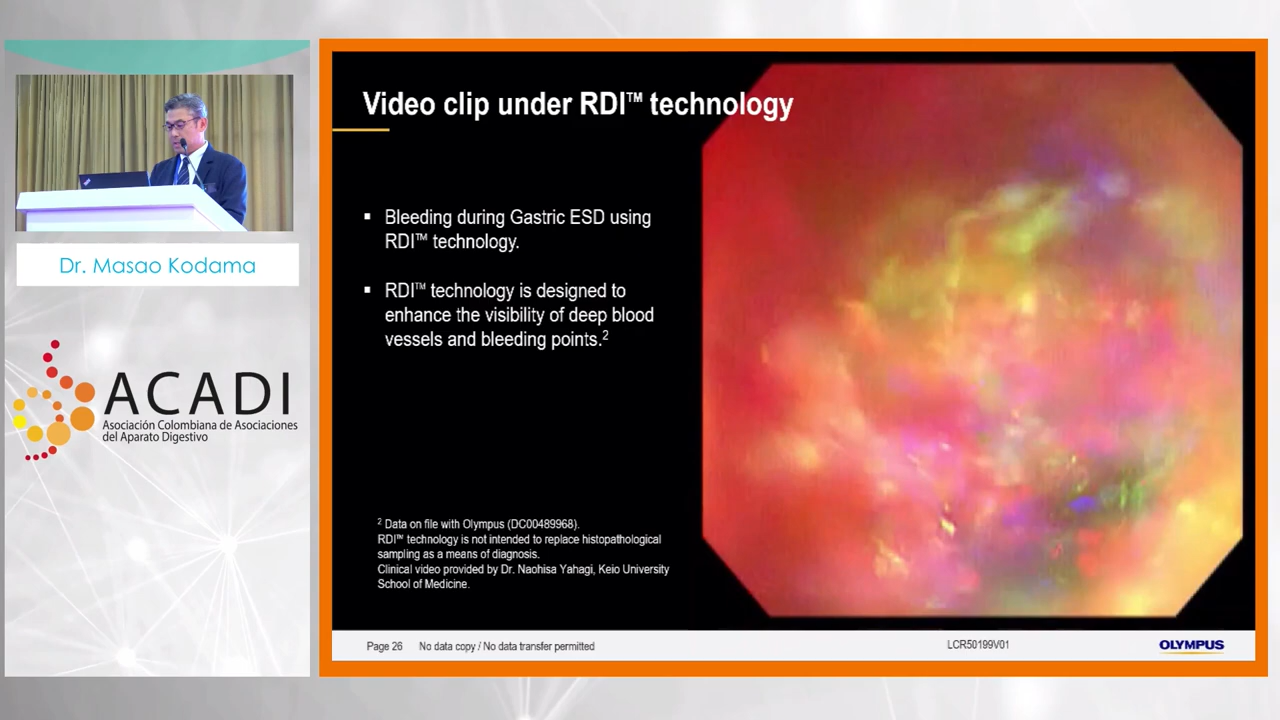 Dr. Masao Kodama
ACADI
Asociación Colombiana de Asociaciones
del Aparato Digestivo
Video clip under RDI™ technology
▪ Bleeding during Gastric ESD using
RDI™ technology.
▪ RDI™ technology is designed to
enhance the visibility of deep blood
vessels and bleeding points.²
² Data on file with Olympus (DC00489968).
RDI™ technology is not intended to replace histopathological
sampling as a means of diagnosis.
Clinical video provided by Dr. Naohisa Yahagi, Keio University
School of Medicine.
Page 26 No data copy / No data transfer permitted
LCR50199V01
OLYMPUS